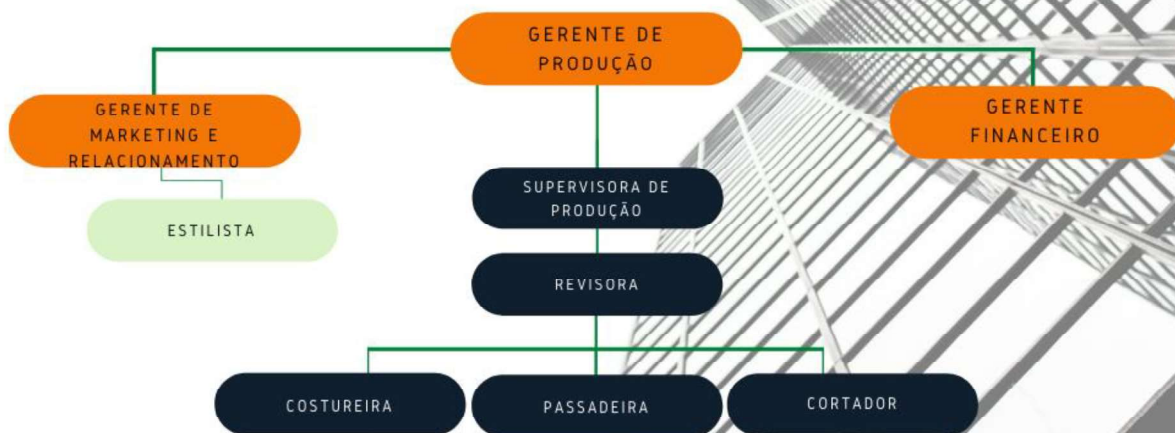 GERENTE DE
PRODUÇÃO
GERENTE DE
MARKETING E
RELACIONAMENTO
GERENTE
FINANCEIRO
SUPERVISORA DE
PRODUÇÃO
ESTILISTA
REVISORA
COSTUREIRA
PASSADEIRA
CORTADOR